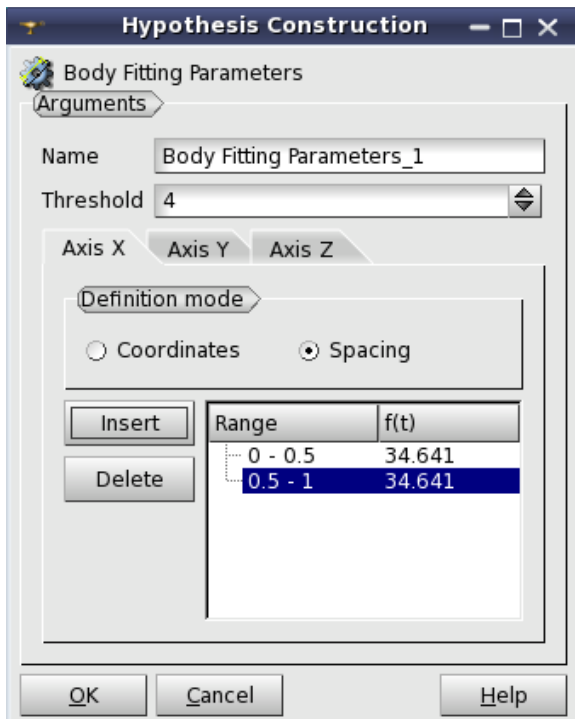 Hypothesis Construction
Body Fitting Parameters
Arguments
Name Body Fitting Parameters_1
Threshold 4
Axis X Axis Y Axis Z
Definition mode
Coordinates Spacing
Insert
Delete
Range f(t)
0 - 0.5 34.641
0.5 - 1 34.641
OK Cancel Help